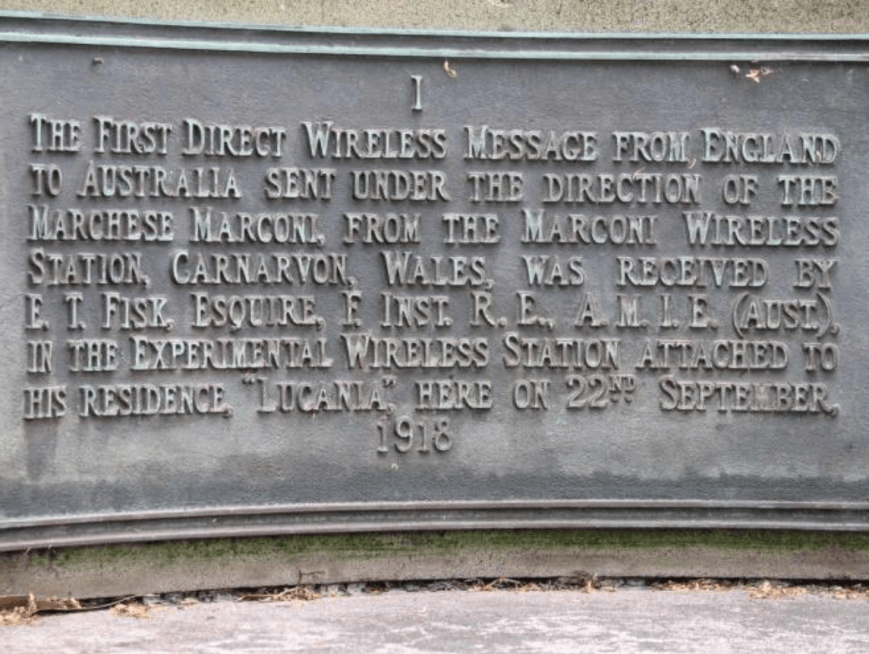 I
THE FIRST DIRECT WIRELESS MESSAGE FROM ENGLAND
TO AUSTRALIA SENT UNDER THE DIRECTION OF THE
MARCHESE MARCONI, FROM THE MARCONI WIRELESS
STATION, CARNARVON, WALES, WAS RECEIVED BY
E. T. FISK, ESQUIRE, F. INST. R. E., A. M. I. E. (AUST.),
IN THE EXPERIMENTAL WIRELESS STATION ATTACHED TO
HIS RESIDENCE, "LUCANIA", HERE ON 22ND SEPTEMBER,
1918